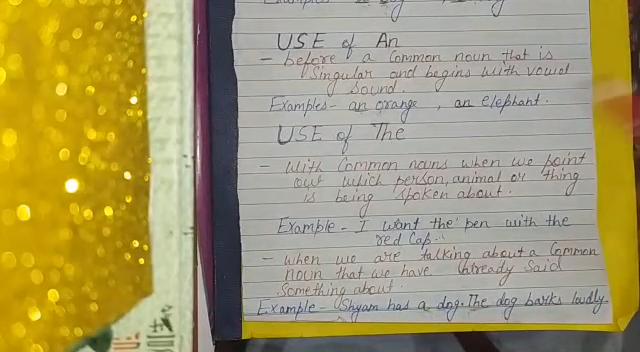 USE of An
- before a Common noun that is
Singular and begins with vowel
sound.
Examples - an orange, an elephant.
USE of The
- With Common nouns when we point
out which person, animal or thing
is being spoken about.
Example - I want the pen with the
red Cap.
- when we are talking about a Common
noun that we have already said
Something about.
Example - Shyam has a dog. The dog barks loudly.